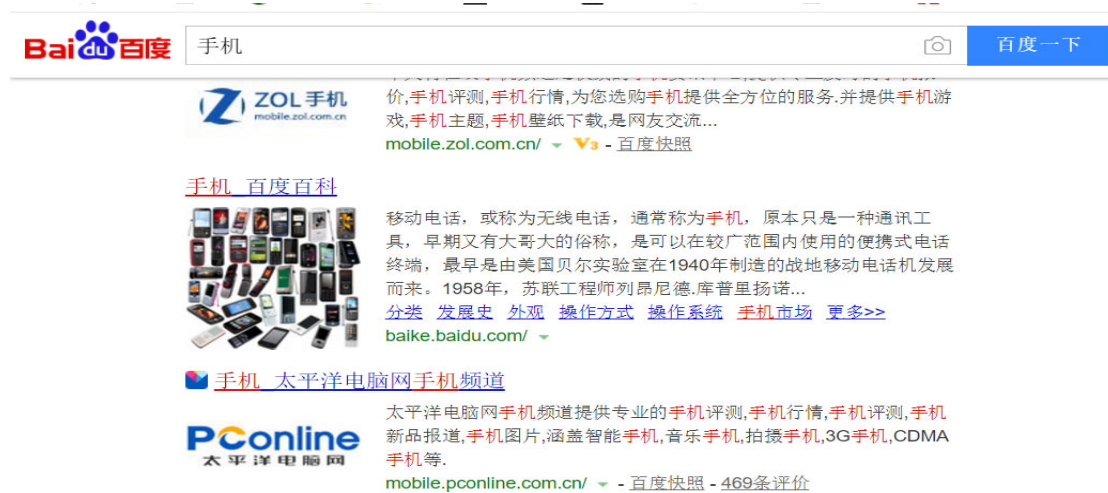 Bai du 百度
手机
百度一下
ZOL 手机
mobile.zol.com.cn
价,手机评测,手机行情,为您选购手机提供全方位的服务.并提供手机游
戏,手机主题,手机壁纸下载,是网友交流...
mobile.zol.com.cn/ V3 - 百度快照
手机_百度百科
移动电话，或称为无线电话，通常称为手机，原本只是一种通讯工
具，早期又有大哥大的俗称，是可以在较广范围内使用的便携式电话
终端，最早是由美国贝尔实验室在1940年制造的战地移动电话机发展
而来。1958年，苏联工程师列昂尼德.库普里扬诺...
分类 发展史 外观 操作方式 操作系统 手机市场 更多>>
baike.baidu.com/
手机_太平洋电脑网手机频道
PConline
太平洋电脑网
太平洋电脑网手机频道提供专业的手机评测,手机行情,手机评测,手机
新品报道,手机图片,涵盖智能手机,音乐手机,拍摄手机,3G手机,CDMA
手机等.
mobile.pconline.com.cn/ - 百度快照 - 469条评价